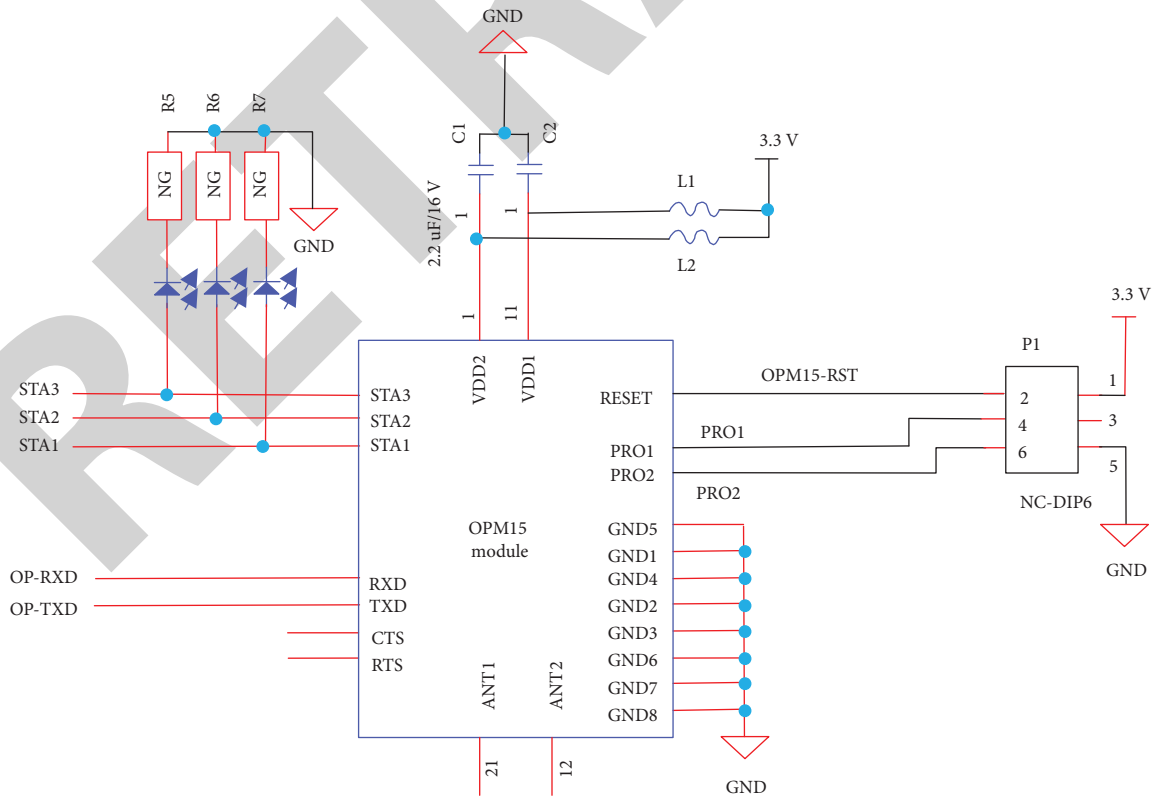 GND
R5
R6
R7
C1
C2
3.3 V
NG
NG
NG
L1
2.2 uF/16 V
1
1
GND
L2
3.3 V
1
11
P1
VDD2
VDD1
STA3
STA3
RESET
OPM15-RST
2
1
STA2
STA2
4
3
STA1
STA1
PRO1
PRO1
6
5
PRO2
PRO2
NC-DIP6
OPM15
module
GND5
GND1
GND
OP-RXD
RXD
GND4
OP-TXD
TXD
GND2
CTS
GND3
RTS
GND6
ANT1
ANT2
GND7
GND8
21
12
GND
RETR